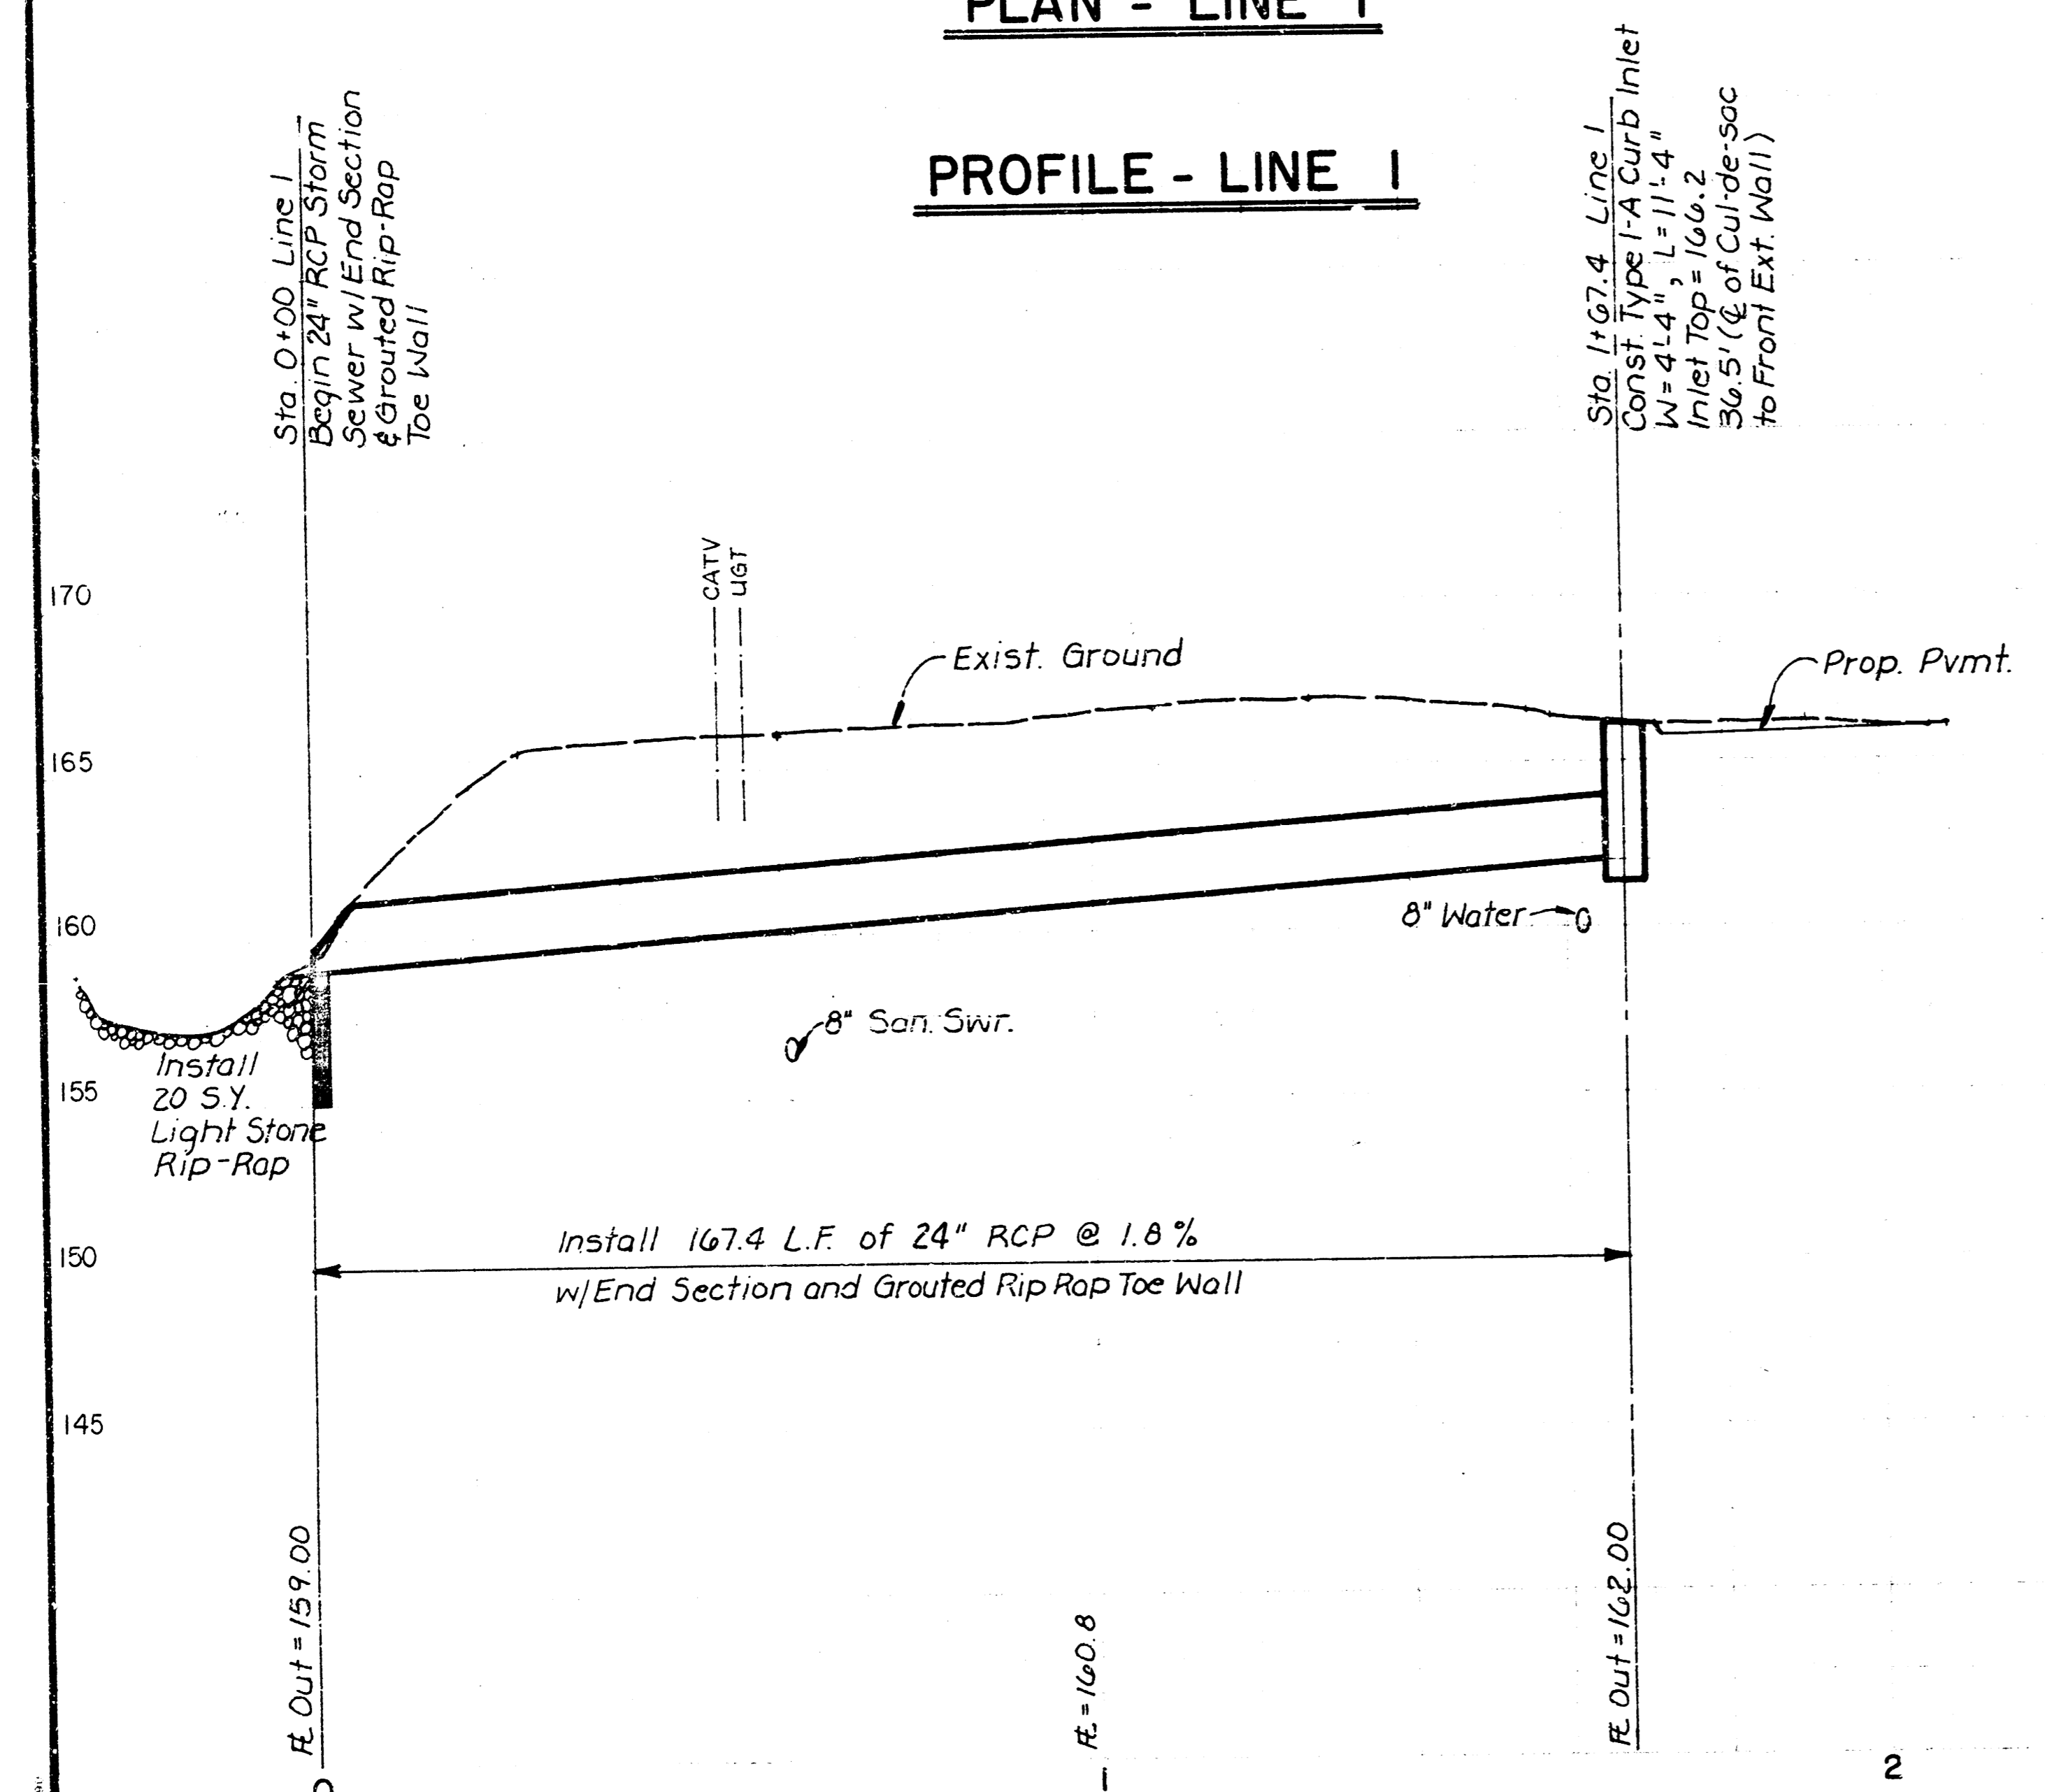 PLAN - LINE 1
PROFILE - LINE 1
Sta. 0+00 Line 1
Begin 24" RCP Storm
Sewer w/End Section
& Grouted Rip-Rap
Toe Wall
Sta. 1+67.4 Line 1
Const. Type 1-A Curb Inlet
W=4'-4", L=11'-4"
Inlet Top=166.2
36.5' (℄ of Cul-de-sac
to Front Ext. Wall)
CATV
UGT
170
Exist. Ground
Prop. Pvmt.
165
160
8" Water
8" San. Swr.
Install
20 S.Y.
Light Stone
Rip-Rap
155
Install 167.4 L.F. of 24" RCP @ 1.8%
w/End Section and Grouted Rip Rap Toe Wall
150
145
FL Out=159.00
FL=160.8
FL Out=162.00
0
1
2